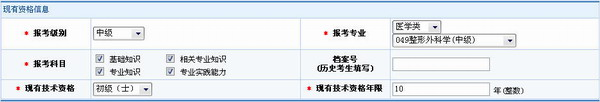 现有资格信息
* 报考级别 中级 * 报考专业 医学类
049整形外科学(中级)
* 报考科目 基础知识 相关专业知识 档案号
专业知识 专业实践能力 (历史考生填写)
* 现有技术资格 初级（士） * 现有技术资格年限 10 年(整数)